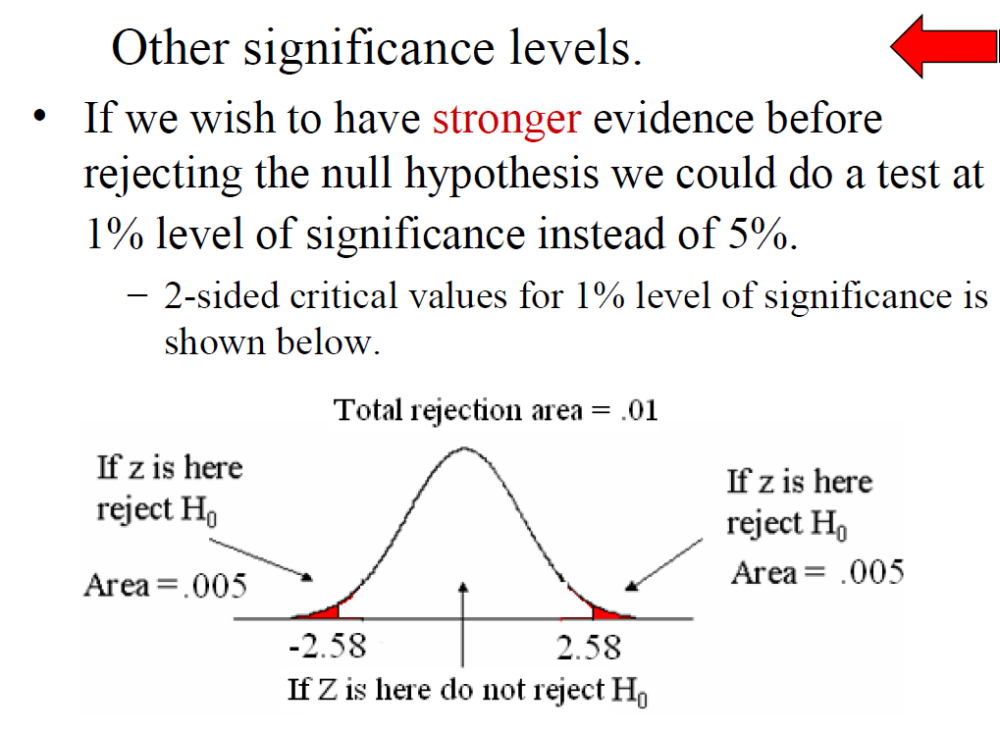 Other significance levels.
• If we wish to have stronger evidence before
rejecting the null hypothesis we could do a test at
1% level of significance instead of 5%.
– 2-sided critical values for 1% level of significance is
shown below.
Total rejection area = .01
If z is here
reject H0
Area = .005
If z is here
reject H0
Area = .005
-2.58
2.58
If Z is here do not reject H0